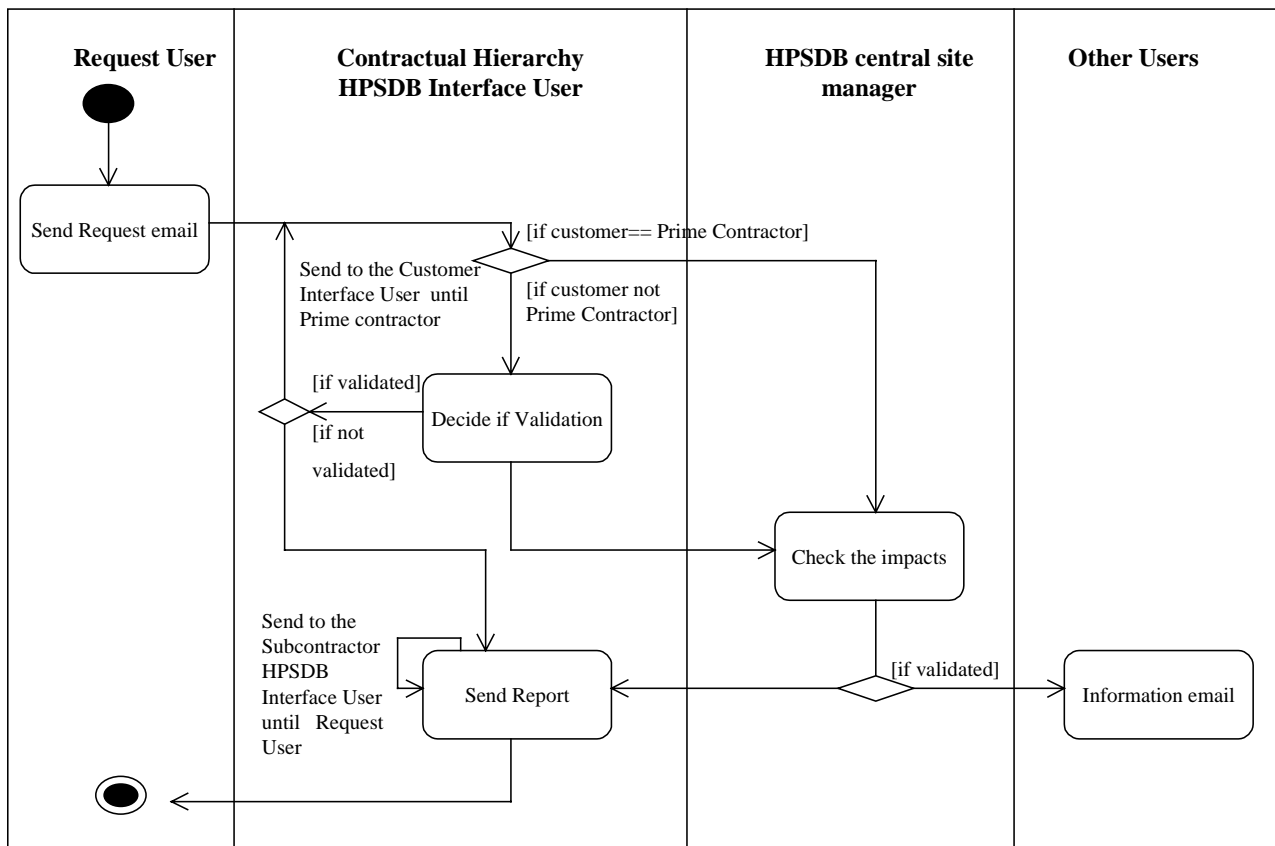 Request User
Contractual Hierarchy
HPSDB Interface User
HPSDB central site
manager
Other Users
Send Request email
[if customer== Prime Contractor]
Send to the Customer
Interface User until
Prime contractor
[if customer not
Prime Contractor]
[if validated]
Decide if Validation
[if not
validated]
Check the impacts
Send to the
Subcontractor
HPSDB
Interface User
until Request
User
Send Report
[if validated]
Information email